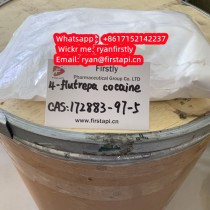 Whatsapp: +8617152142237
Wickr me: ryanfirstly
Email: ryan@firstapi.cn
Firstly
Pharmaceutical Group Co., LTD
4-flutrepa cocaine
CAS:172883-97-5
firstapi.cn